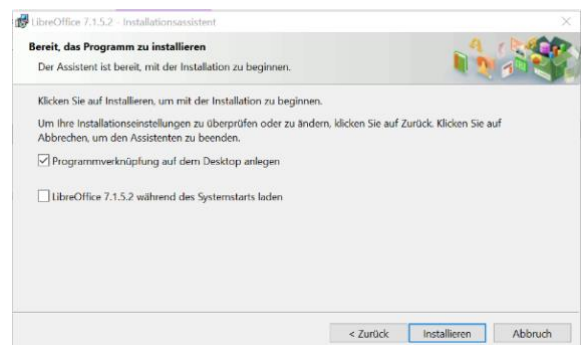 LibreOffice 7.1.5.2 - Installationsassistent
Bereit, das Programm zu installieren
Der Assistent ist bereit, mit der Installation zu beginnen.
Klicken Sie auf Installieren, um mit der Installation zu beginnen.
Um Ihre Installationseinstellungen zu überprüfen oder zu ändern, klicken Sie auf Zurück. Klicken Sie auf
Abbrechen, um den Assistenten zu beenden.
Programmverknüpfung auf dem Desktop anlegen
LibreOffice 7.1.5.2 während des Systemstarts laden
< Zurück Installieren Abbruch